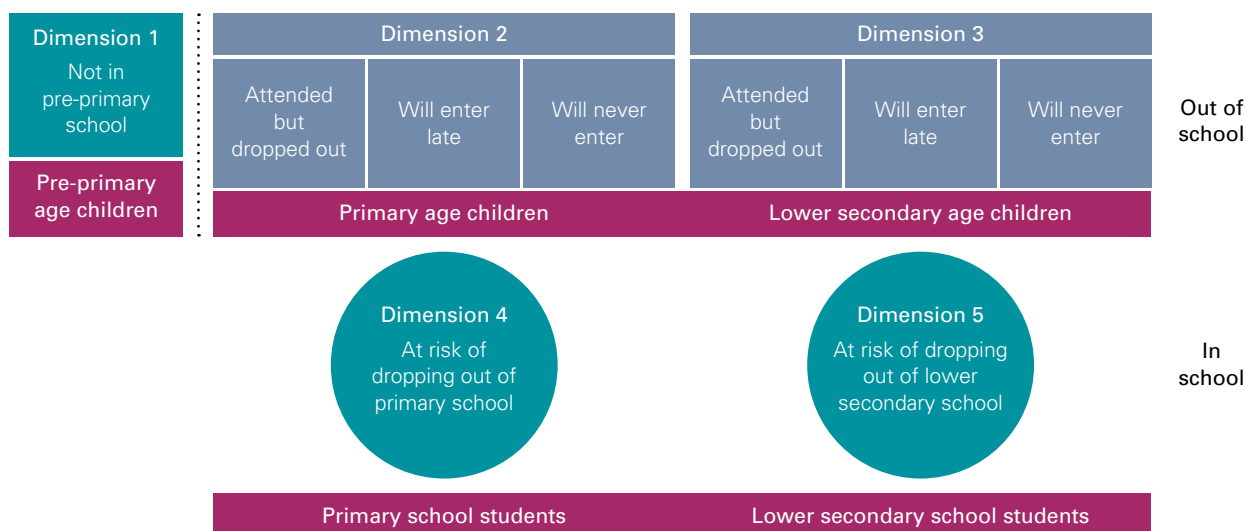 Dimension 1
Not in
pre-primary
school
Pre-primary
age children
Dimension 2
Attended
but
dropped out
Will enter
late
Will never
enter
Primary age children
Dimension 3
Attended
but
dropped out
Will enter
late
Will never
enter
Lower secondary age children
Out of
school
Dimension 4
At risk of
dropping out of
primary school
Dimension 5
At risk of dropping
out of lower
secondary school
In
school
Primary school students
Lower secondary school students